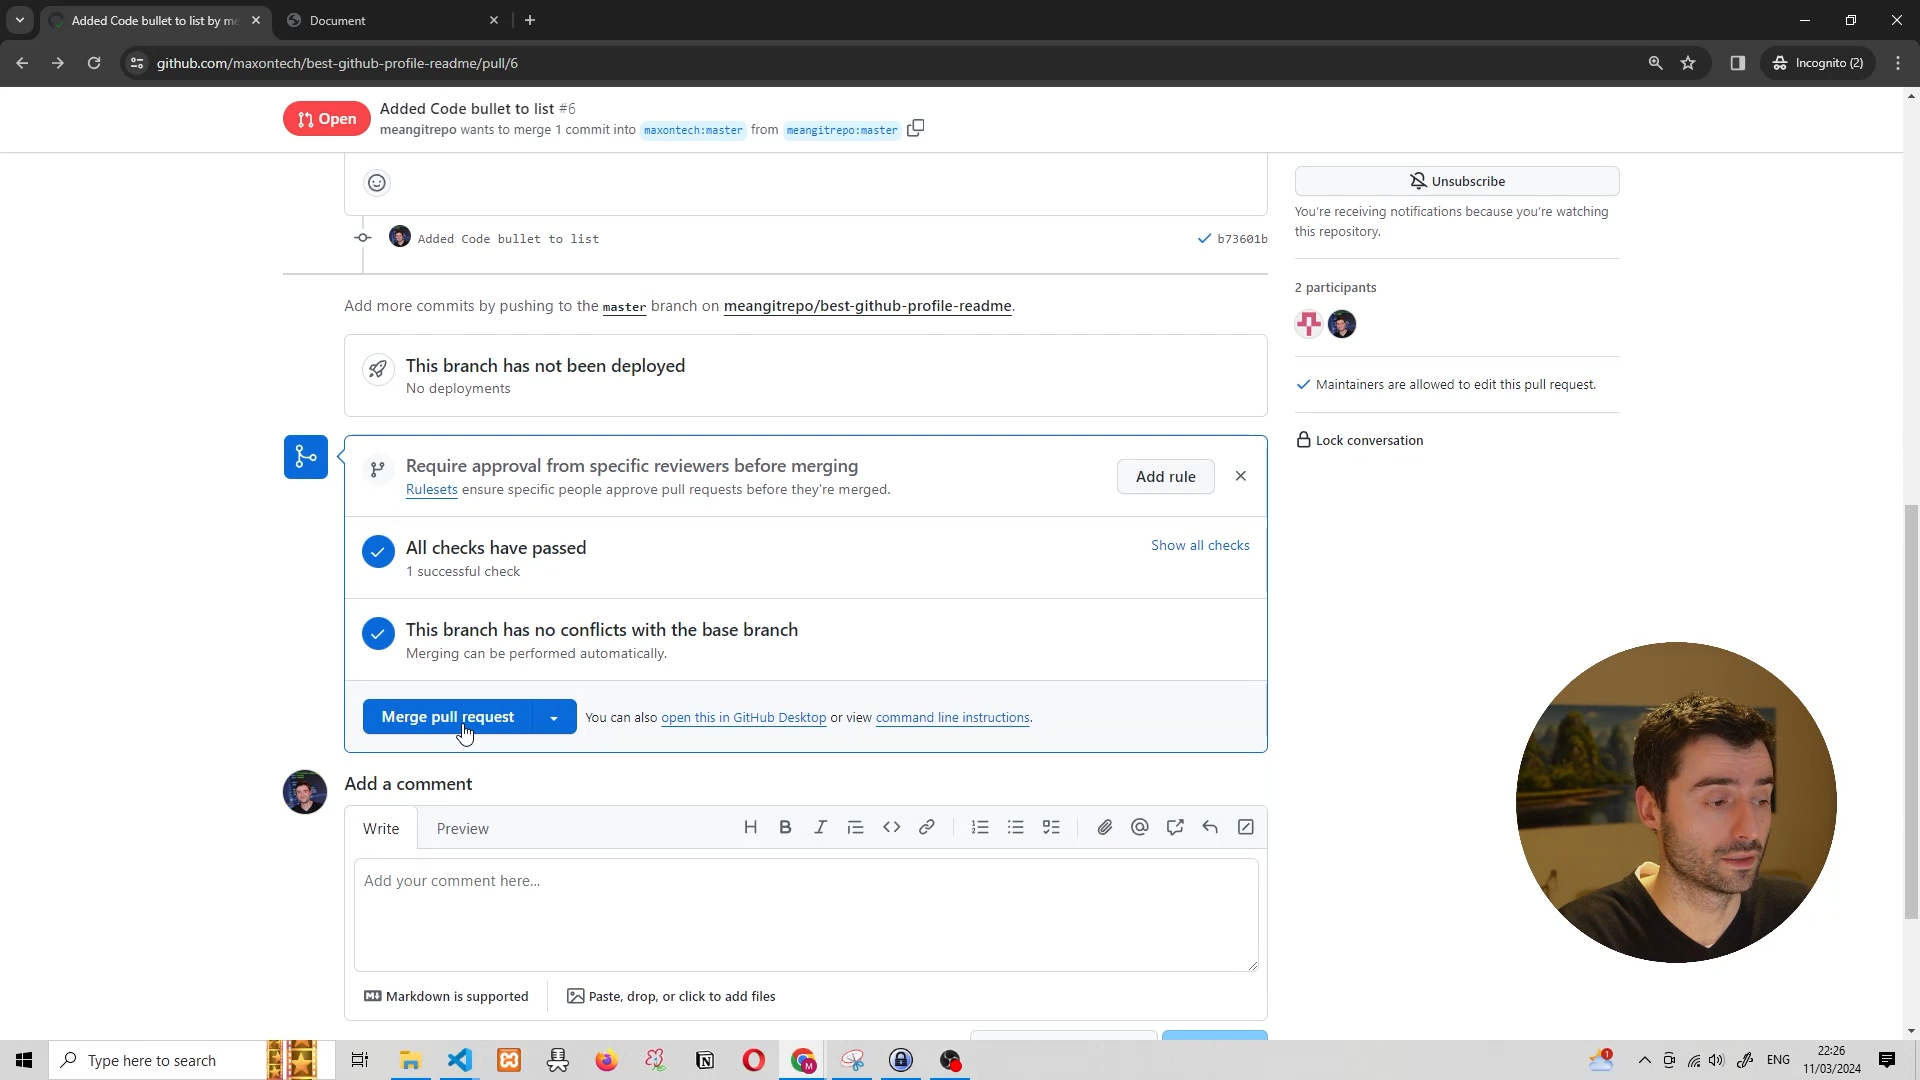 Added Code bullet to list by me
Document
github.com/maxontech/best-github-profile-readme/pull/6
Incognito (2)
Open
Added Code bullet to list #6
meangitrepo wants to merge 1 commit into maxontech:master from meangitrepo:master
Unsubscribe
You're receiving notifications because you're watching
this repository.
Added Code bullet to list
b73601b
2 participants
Add more commits by pushing to the master branch on meangitrepo/best-github-profile-readme.
This branch has not been deployed
No deployments
Maintainers are allowed to edit this pull request.
Lock conversation
Require approval from specific reviewers before merging
Rulesets ensure specific people approve pull requests before they're merged.
Add rule
All checks have passed
1 successful check
Show all checks
This branch has no conflicts with the base branch
Merging can be performed automatically.
Merge pull request
You can also open this in GitHub Desktop or view command line instructions.
Add a comment
Write
Preview
Add your comment here...
Markdown is supported
Paste, drop, or click to add files
Type here to search
1
ENG
22:26
11/03/2024